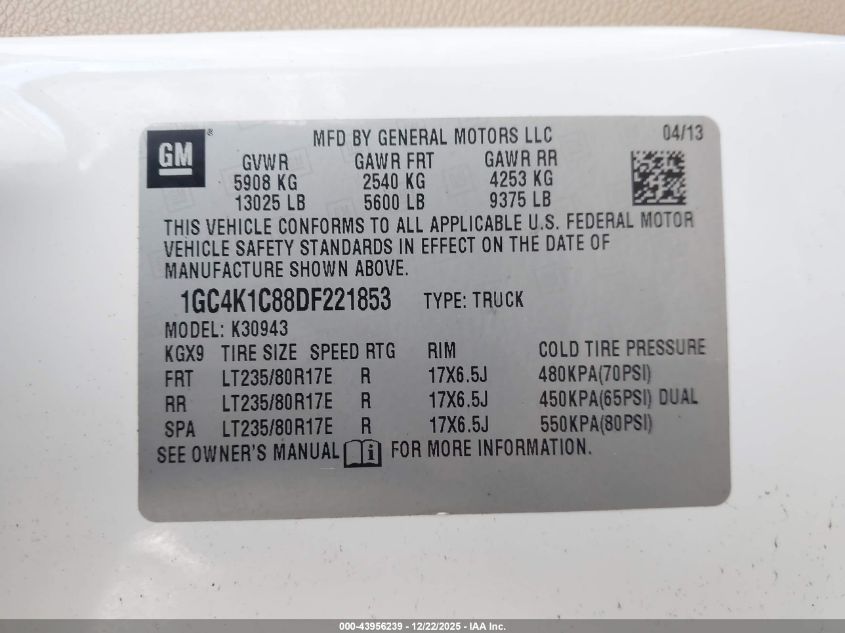 GM ® MFD BY GENERAL MOTORS LLC 04/13
GVWR GAWR FRT GAWR RR
5908 KG 2540 KG 4253 KG
13025 LB 5600 LB 9375 LB
THIS VEHICLE CONFORMS TO ALL APPLICABLE U.S. FEDERAL MOTOR
VEHICLE SAFETY STANDARDS IN EFFECT ON THE DATE OF
MANUFACTURE SHOWN ABOVE.
1GC4K1C88DF221853 TYPE: TRUCK
MODEL: K30943
KGX9 TIRE SIZE SPEED RTG RIM COLD TIRE PRESSURE
FRT LT235/80R17E R 17X6.5J 480KPA(70PSI)
RR LT235/80R17E R 17X6.5J 450KPA(65PSI) DUAL
SPA LT235/80R17E R 17X6.5J 550KPA(80PSI)
SEE OWNER'S MANUAL i FOR MORE INFORMATION.
000-43956239 - 12/22/2025 - IAA Inc.